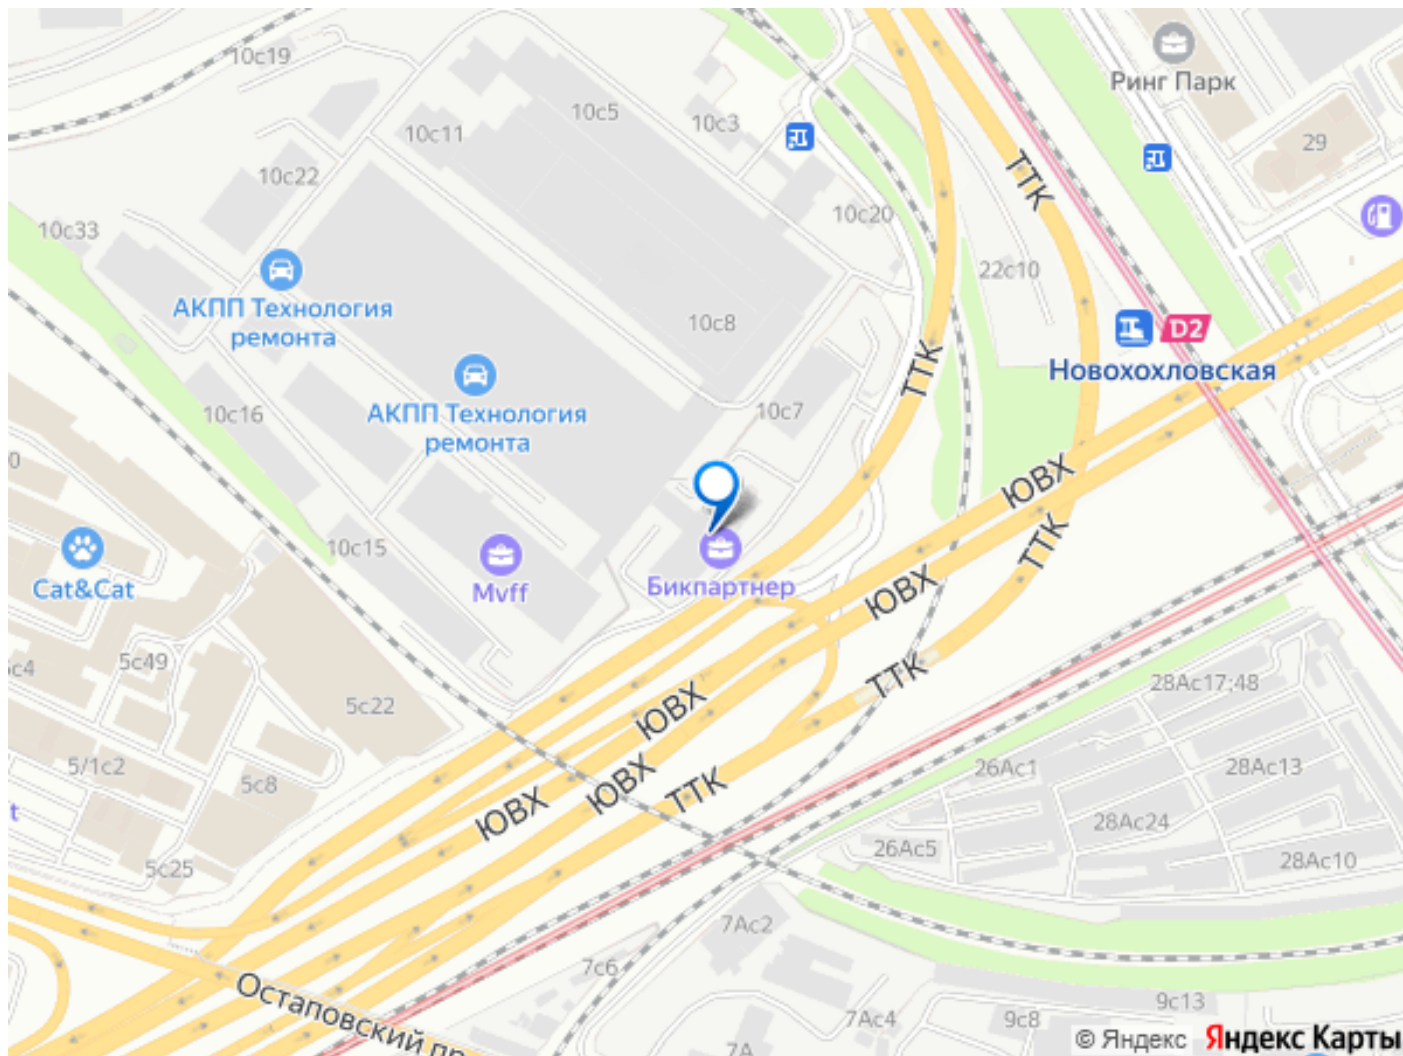 10с19
Ринг Парк
10с5
10с3
10с11
29
ТТК
10с22
10с20
10с33
22с10
АКПП Технология
ремонта
10с8
D2
Новохохловская
ТТК
10с16
АКПП Технология
ремонта
10с7
ЮВХ
10с15
ТТК
Cat&Cat
Mvff
Бикпартнер
ЮВХ
5с49
ТТК
28Ас17;48
5с22
ЮВХ
5/1с2
5с8
ЮВХ
ТТК
26Ас1
28Ас13
ЮВХ
28Ас24
26Ас5
28Ас10
5с25
7Ас2
7с6
Остаповский пр
7Ас4
9с8
9с13
7А
© Яндекс Яндекс Карты